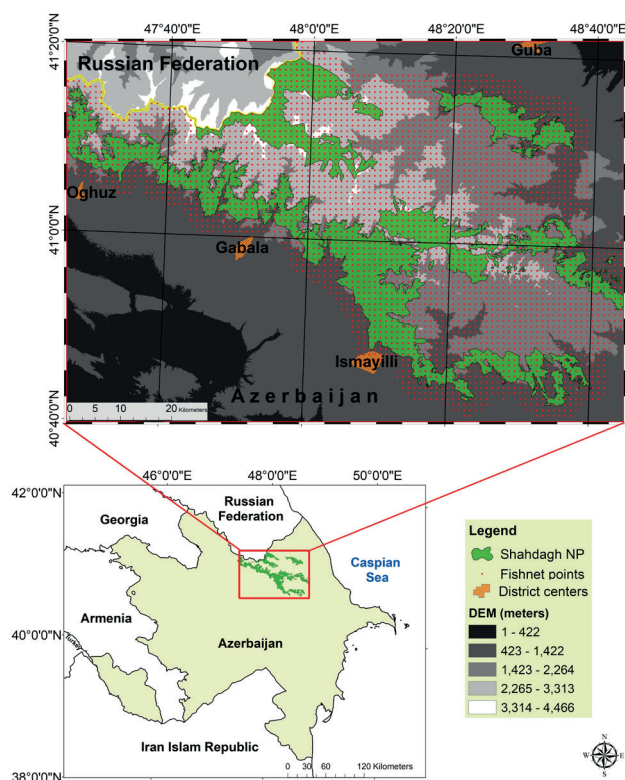 47°40'0"E 48°0'0"E 48°20'0"E 48°40'0"E
41°20'0"N
Guba
Russian Federation
Oghuz
41°0'0"N
Gabala
Ismayilli
Azerbaijan
0 5 10 20 Kilometers
40°40'0"N
46°0'0"E 48°0'0"E 50°0'0"E
42°0'0"N
Russian
Federation
Georgia
Caspian
Sea
Armenia
40°0'0"N
Turkey
Azerbaijan
Iran Islam Republic
0 30 60 120 Kilometers
38°0'0"N
Legend
Shahdagh NP
Fishnet points
District centers
DEM (meters)
1 - 422
423 - 1,422
1,423 - 2,264
2,265 - 3,313
3,314 - 4,466
N
W E
S